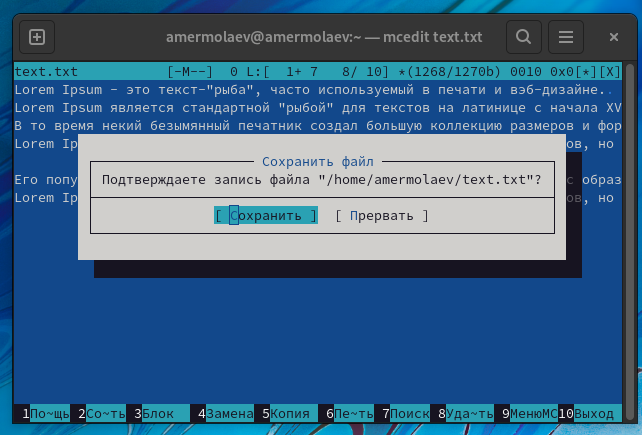 amermolaev@amermolaev:~ — mcedit text.txt
text.txt [-M--] 0 L:[ 1+ 7 8/ 10] *(1268/1270b) 0010 0x0[*][X]
Lorem Ipsum - это текст-"рыба", часто используемый в печати и вэб-дизайне..
Lorem Ipsum является стандартной "рыбой" для текстов на латинице с начала XV
В то время некий безымянный печатник создал большую коллекцию размеров и фор
Lorem Ip ов, но
Сохранить файл
Его попу с образ
Подтверждаете запись файла "/home/amermolaev/text.txt"?
Lorem Ip ов, но
[ Сохранить ] [ Прервать ]
1По~щь 2Со~ть 3Блок 4Замена 5Копия 6Пе~ть 7Поиск 8Уда~ть 9МенюMC 10Выход